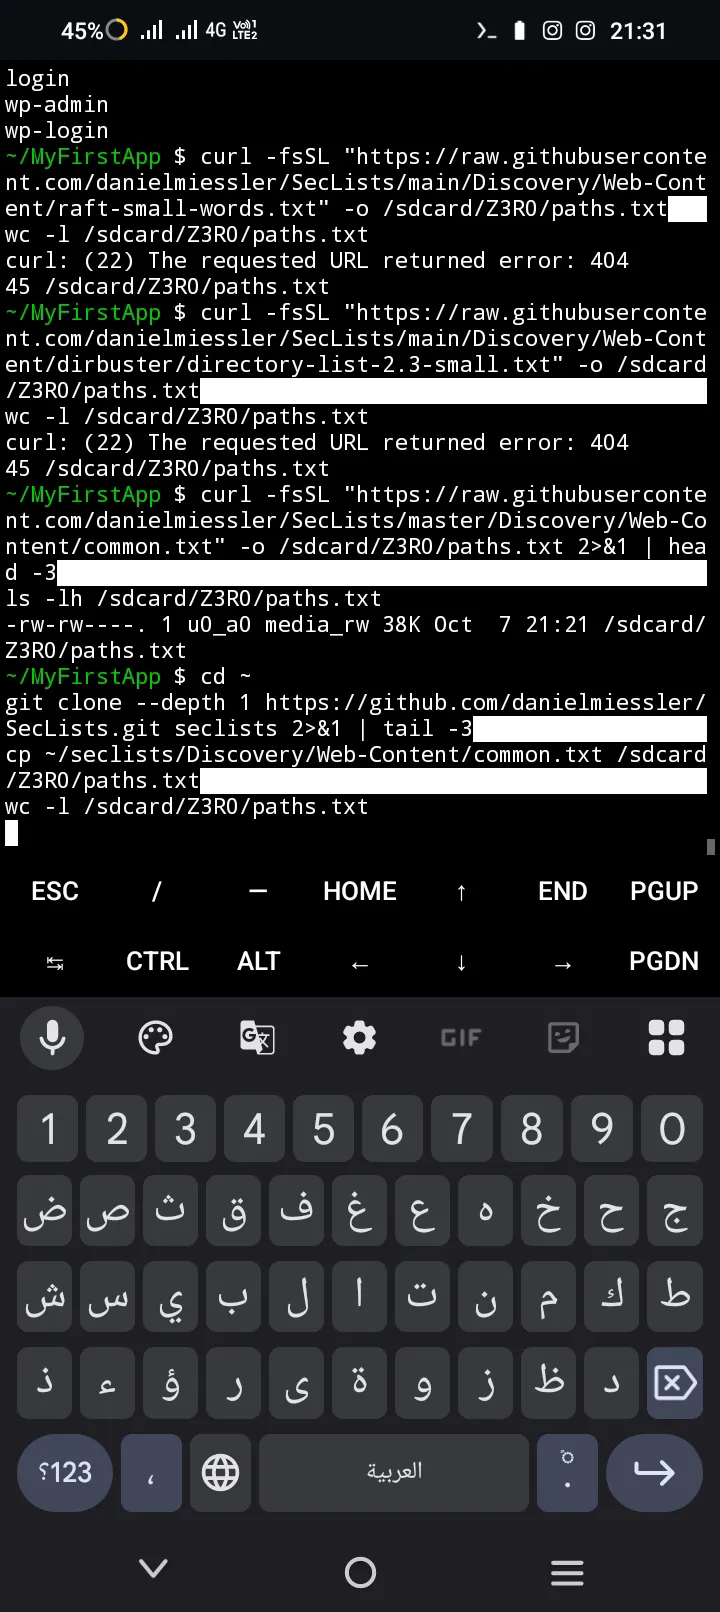 45% 4G Vo)) 1 LTE2 21:31
login
wp-admin
wp-login
~/MyFirstApp $ curl -fsSL "https://raw.githubuserconte
nt.com/danielmiessler/SecLists/main/Discovery/Web-Cont
ent/raft-small-words.txt" -o /sdcard/Z3R0/paths.txt
wc -l /sdcard/Z3R0/paths.txt
curl: (22) The requested URL returned error: 404
45 /sdcard/Z3R0/paths.txt
~/MyFirstApp $ curl -fsSL "https://raw.githubuserconte
nt.com/danielmiessler/SecLists/main/Discovery/Web-Cont
ent/dirbuster/directory-list-2.3-small.txt" -o /sdcard
/Z3R0/paths.txt
wc -l /sdcard/Z3R0/paths.txt
curl: (22) The requested URL returned error: 404
45 /sdcard/Z3R0/paths.txt
~/MyFirstApp $ curl -fsSL "https://raw.githubuserconte
nt.com/danielmiessler/SecLists/master/Discovery/Web-Co
ntent/common.txt" -o /sdcard/Z3R0/paths.txt 2>&1 | hea
d -3
ls -lh /sdcard/Z3R0/paths.txt
-rw-rw----. 1 u0_a0 media_rw 38K Oct  7 21:21 /sdcard/
Z3R0/paths.txt
~/MyFirstApp $ cd ~
git clone --depth 1 https://github.com/danielmiessler/
SecLists.git seclists 2>&1 | tail -3
cp ~/seclists/Discovery/Web-Content/common.txt /sdcard
/Z3R0/paths.txt
wc -l /sdcard/Z3R0/paths.txt
ESC / — HOME ↑ END PGUP
↹ CTRL ALT ← ↓ → PGDN
GIF
1 2 3 4 5 6 7 8 9 0
ض ص ث ق ف غ ع ه خ ح ج
ش س ي ب ل ا ت ن م ك ط
ذ ء ؤ ر ى ة و ز ظ د
؟123 ، العربية .